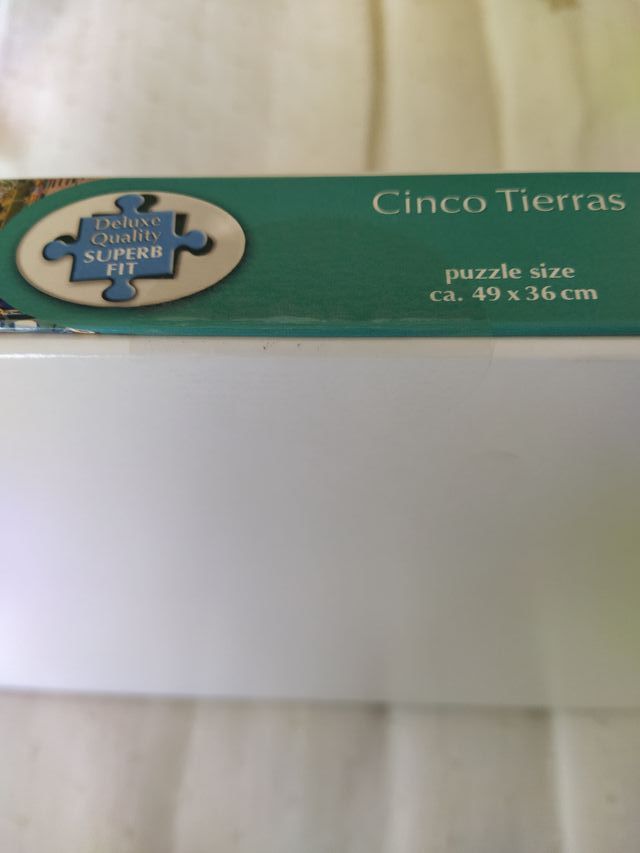 Deluxe
Quality
SUPERB
FIT
Cinco Tierras
puzzle size
ca. 49 x 36 cm